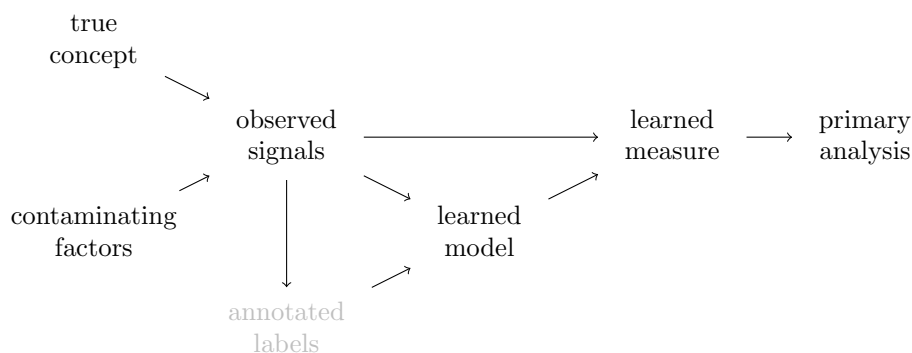 true
concept
observed
signals
learned
measure
primary
analysis
contaminating
factors
learned
model
annotated
labels